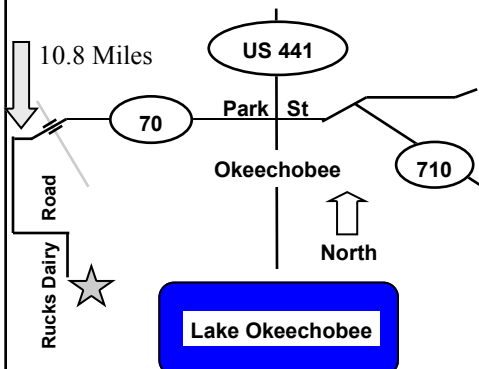 10.8 Miles
US 441
70
Park St
Okeechobee
710
North
Rucks Dairy Road
Lake Okeechobee